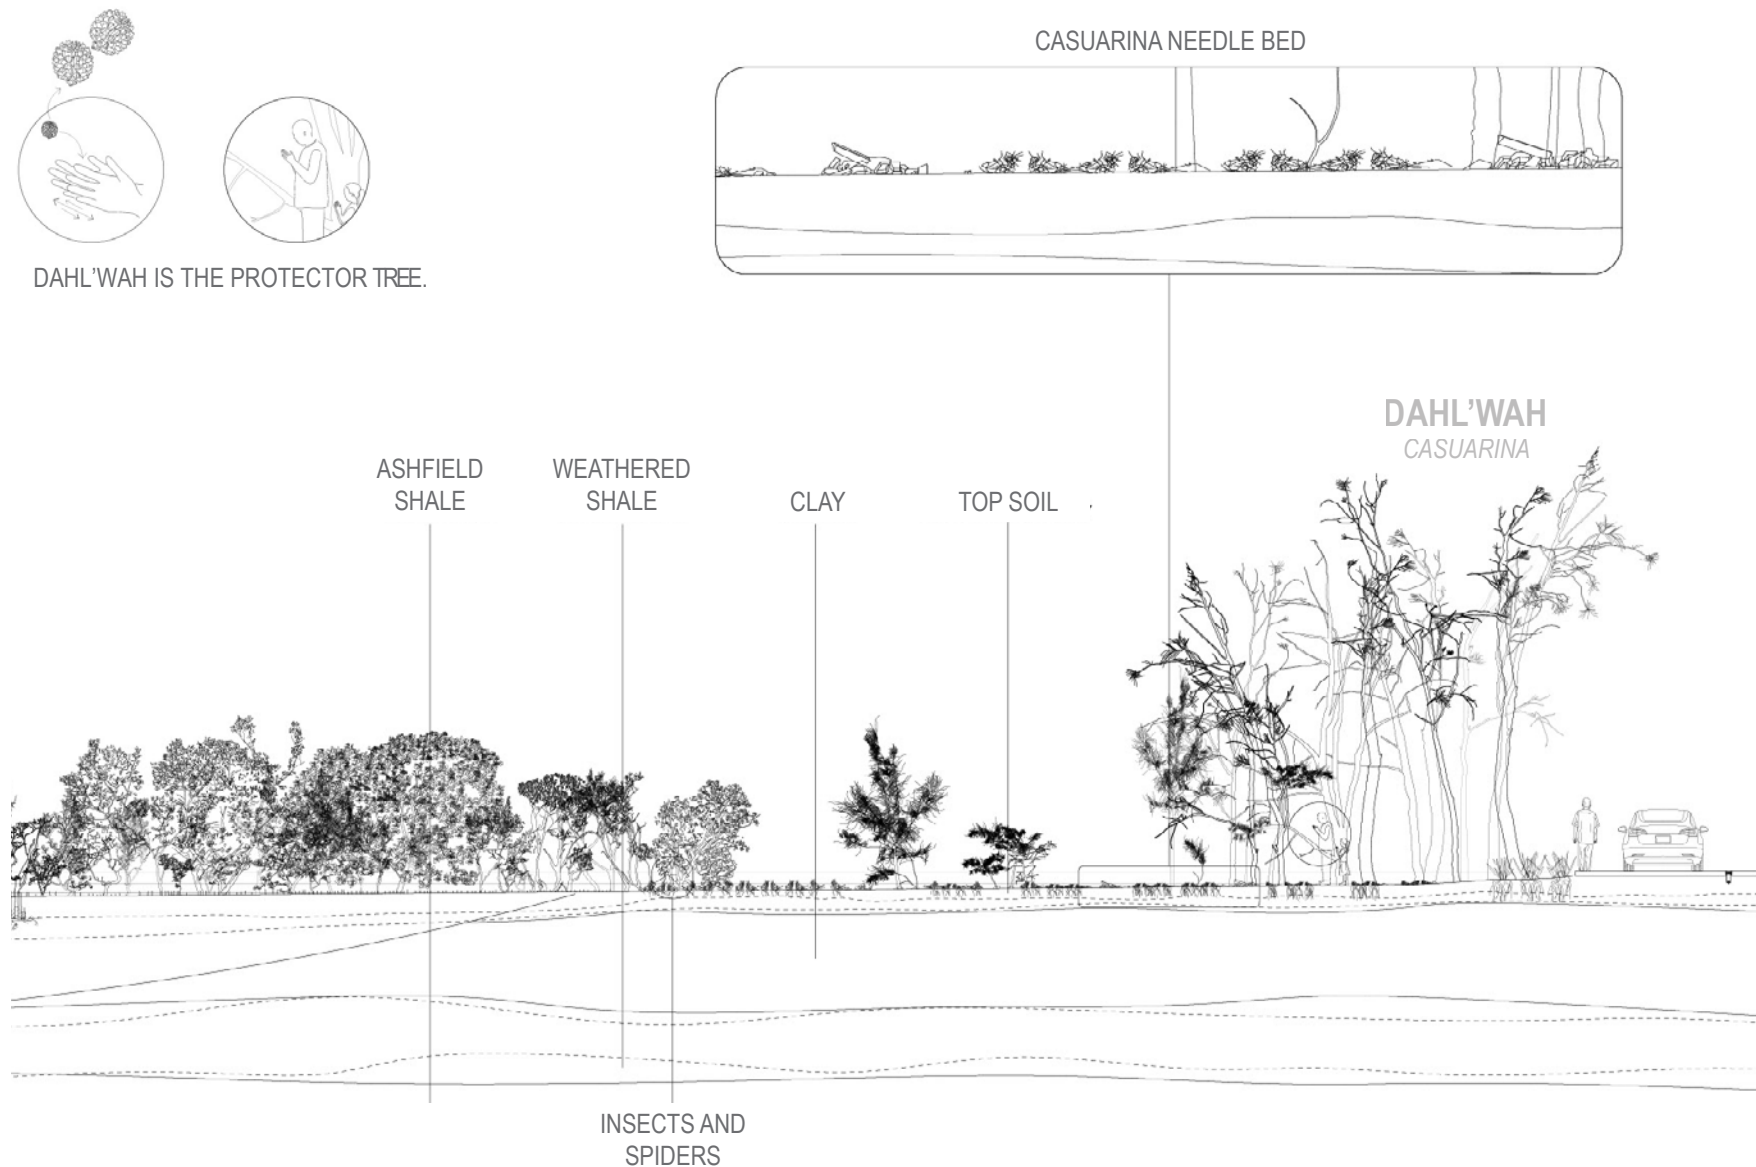 CASUARINA NEEDLE BED
DAHL'WAH IS THE PROTECTOR TREE.
DAHL'WAH
CASUARINA
ASHFIELD
SHALE
WEATHERED
SHALE
CLAY
TOP SOIL
INSECTS AND
SPIDERS